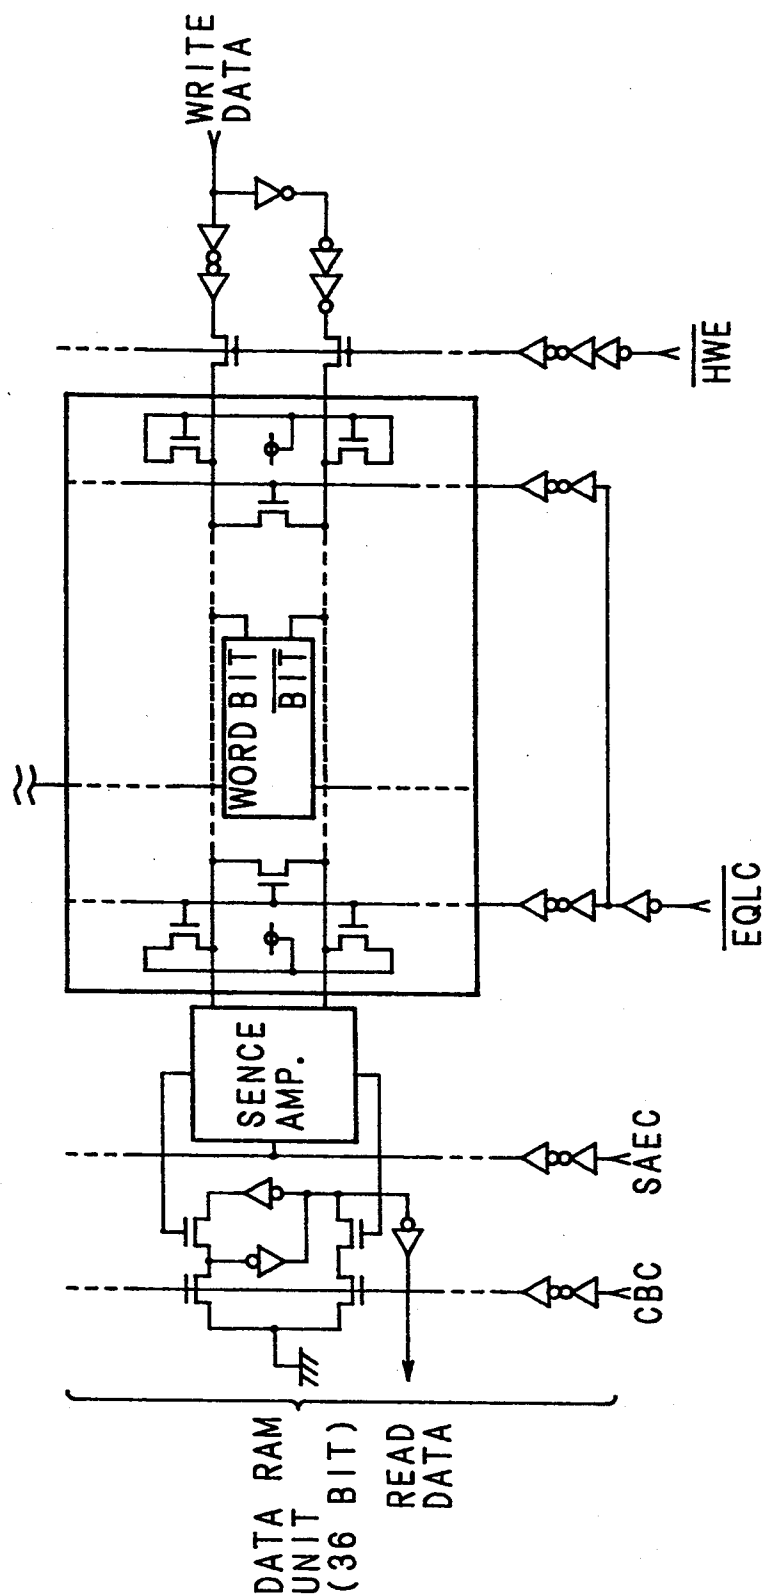 WRITE
DATA
HWE
WORD BIT
BIT
EQLC
SENCE
AMP.
SAEC
CBC
DATA RAM
UNIT
(36 BIT)
READ
DATA